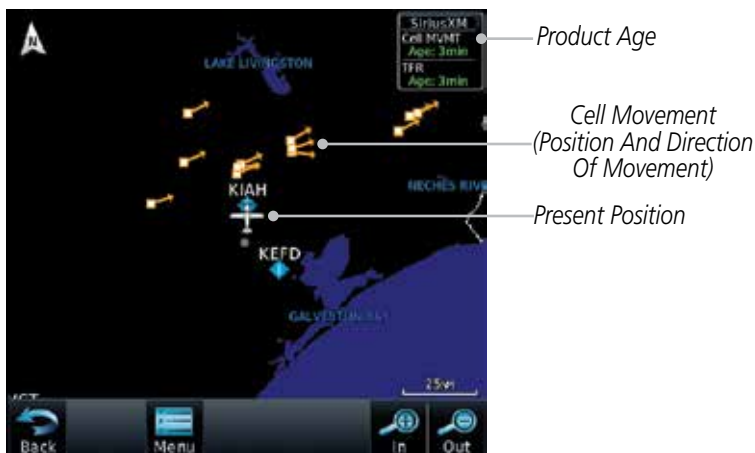 SiriusXM
Cell MVMT
Age: 3min
TFR
Age: 3min
Product Age
LAKE LIVINGSTON
Cell Movement
(Position And Direction
Of Movement)
NECHES RIVE
KIAH
Present Position
KEFD
GALVESTON BAY
25NM
Back
Menu
In
Out